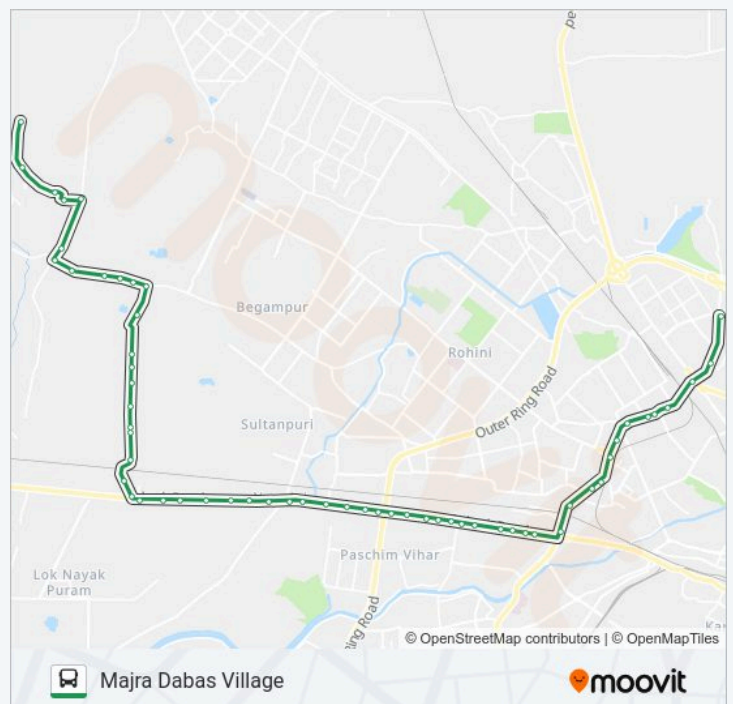 Begampur
Rohini
Outer Ring Road
Sultanpuri
Paschim Vihar
Lok Nayak
Puram
Ring Road
© OpenStreetMap contributors | © OpenMapTiles
Majra Dabas Village
moovit